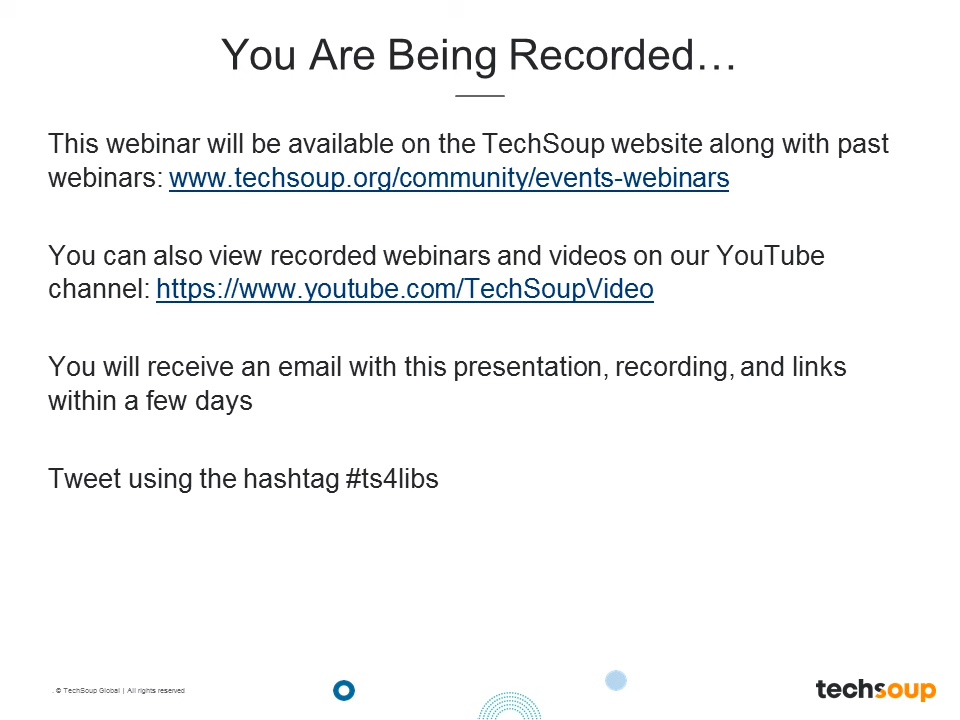 You Are Being Recorded…
This webinar will be available on the TechSoup website along with past
webinars: www.techsoup.org/community/events-webinars
You can also view recorded webinars and videos on our YouTube
channel: https://www.youtube.com/TechSoupVideo
You will receive an email with this presentation, recording, and links
within a few days
Tweet using the hashtag #ts4libs
. © TechSoup Global | All rights reserved
techsoup